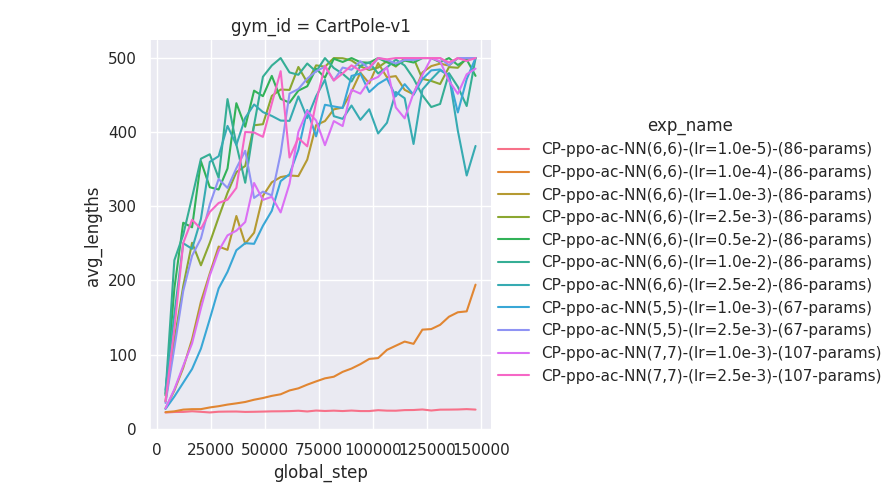 gym_id = CartPole-v1
avg_lengths
500
400
300
200
100
0
0 25000 50000 75000 100000 125000 150000
global_step
exp_name
CP-ppo-ac-NN(6,6)-(lr=1.0e-5)-(86-params)
CP-ppo-ac-NN(6,6)-(lr=1.0e-4)-(86-params)
CP-ppo-ac-NN(6,6)-(lr=1.0e-3)-(86-params)
CP-ppo-ac-NN(6,6)-(lr=2.5e-3)-(86-params)
CP-ppo-ac-NN(6,6)-(lr=0.5e-2)-(86-params)
CP-ppo-ac-NN(6,6)-(lr=1.0e-2)-(86-params)
CP-ppo-ac-NN(6,6)-(lr=2.5e-2)-(86-params)
CP-ppo-ac-NN(5,5)-(lr=1.0e-3)-(67-params)
CP-ppo-ac-NN(5,5)-(lr=2.5e-3)-(67-params)
CP-ppo-ac-NN(7,7)-(lr=1.0e-3)-(107-params)
CP-ppo-ac-NN(7,7)-(lr=2.5e-3)-(107-params)